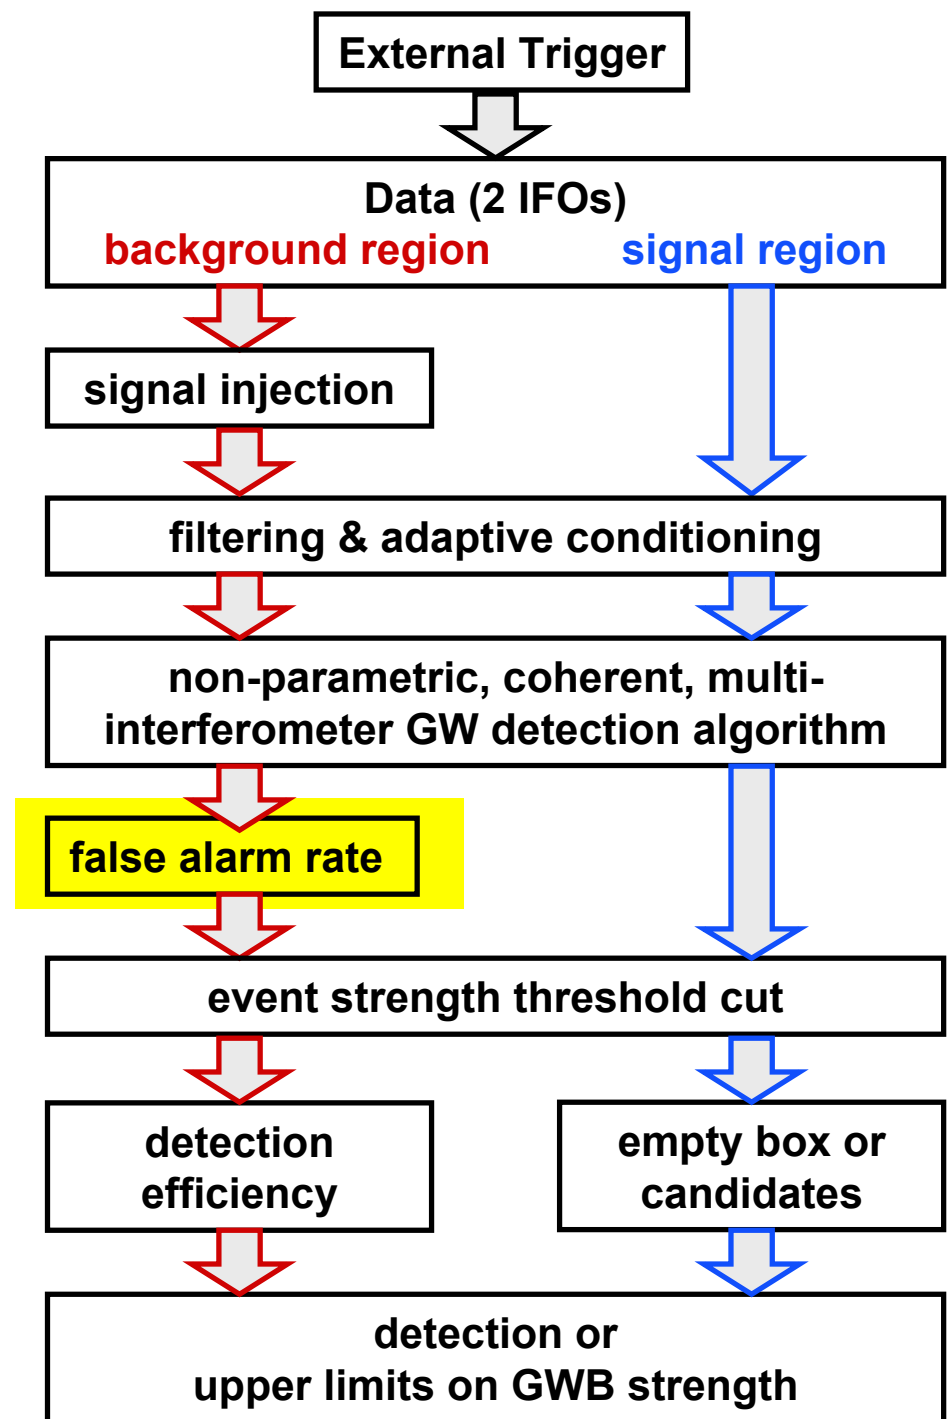 External Trigger
Data (2 IFOs)
background region
signal region
signal injection
filtering & adaptive conditioning
non-parametric, coherent, multi-
interferometer GW detection algorithm
false alarm rate
event strength threshold cut
detection
efficiency
empty box or
candidates
detection or
upper limits on GWB strength